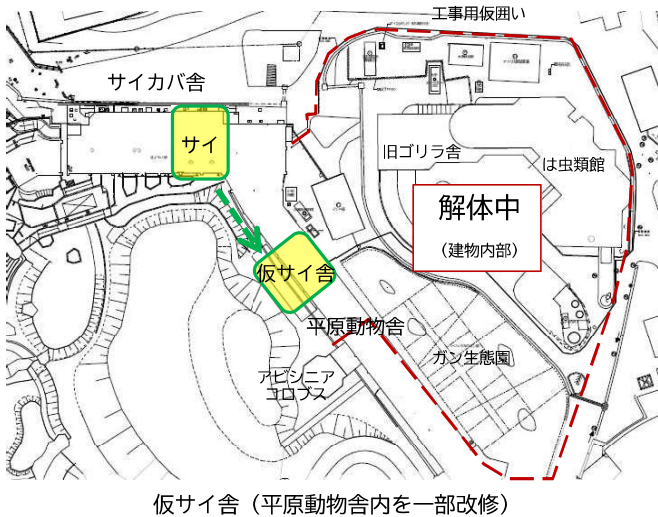 工事用仮囲い
サイカバ舎
サイ
旧ゴリラ舎
は虫類館
解体中
（建物内部）
仮サイ舎
平原動物舎
ガン生態園
アビシニア
コロブス
仮サイ舎（平原動物舎内を一部改修）